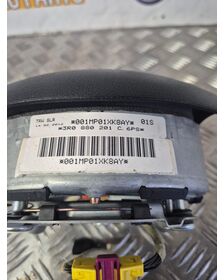 TRW SLR
*001MP01XK8AY* 01S
*3R0 880 201 C 6PS*
*001MP01XK8AY*